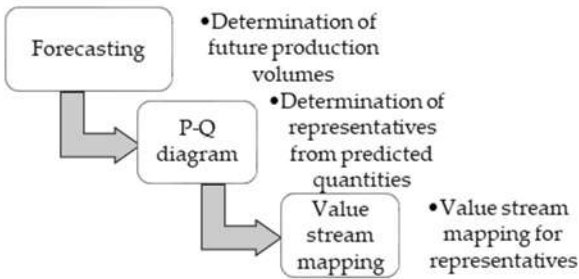 Forecasting
•Determination of
future production
volumes
P-Q
diagram
•Determination of
representatives
from predicted
quantities
Value
stream
mapping
•Value stream
mapping for
representatives